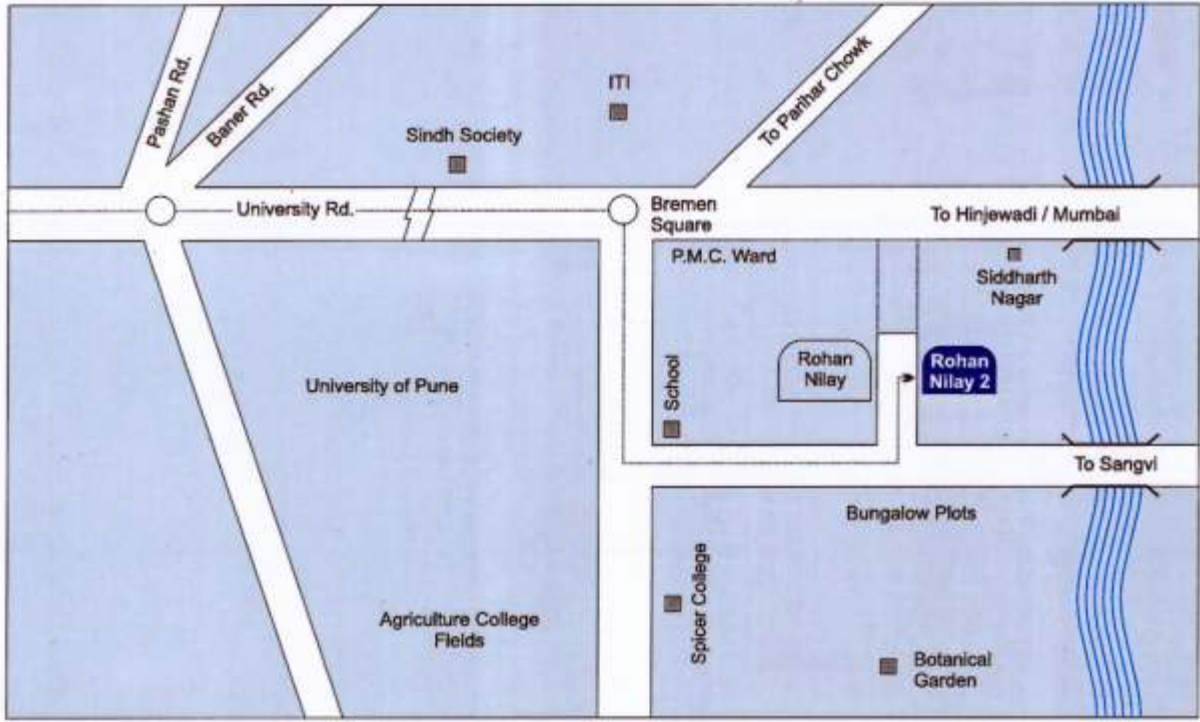 Pashan Rd.
Baner Rd.
Sindh Society
ITI
To Parihar Chowk
University Rd.
Bremen
Square
To Hinjewadi / Mumbai
P.M.C. Ward
Siddharth
Nagar
School
Rohan
Nilay
Rohan
Nilay 2
University of Pune
To Sangvi
Bungalow Plots
Spicer College
Agriculture College
Fields
Botanical
Garden